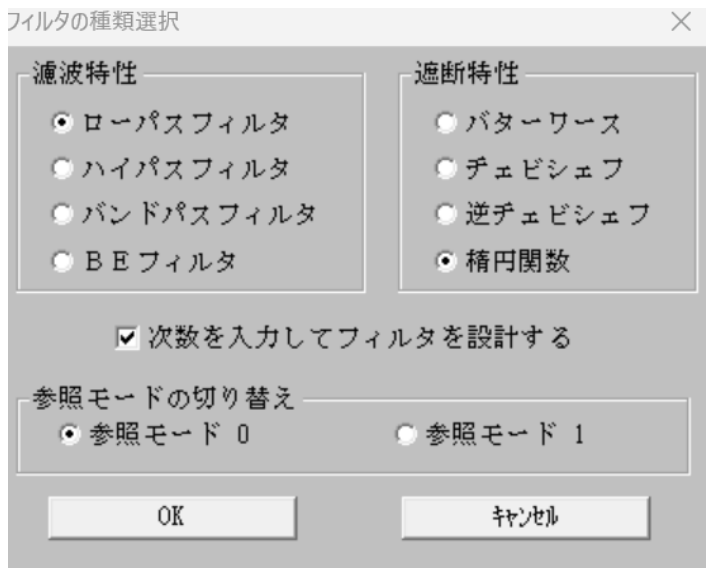 フィルタの種類選択
濾波特性
ローパスフィルタ
ハイパスフィルタ
バンドパスフィルタ
BEフィルタ
遮断特性
バターワース
チェビシェフ
逆チェビシェフ
楕円関数
次数を入力してフィルタを設計する
参照モードの切り替え
参照モード 0
参照モード 1
OK
キャンセル